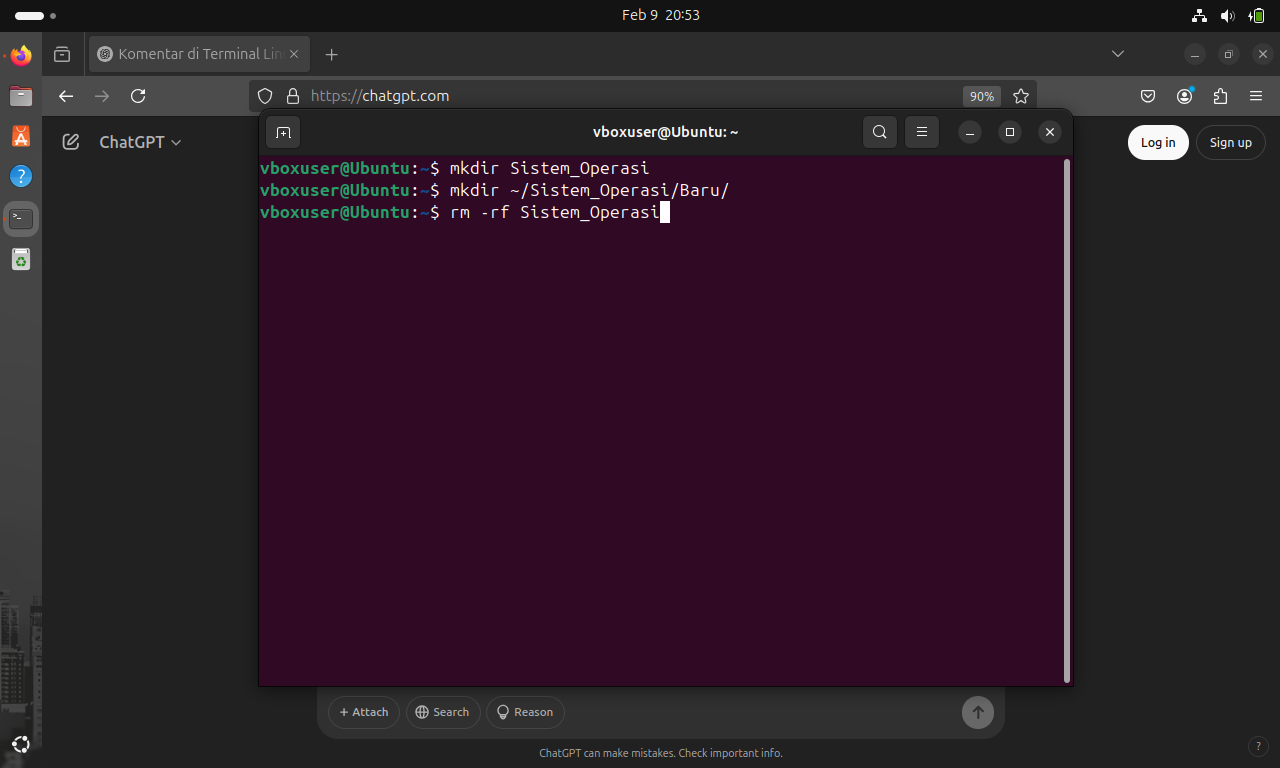 Feb 9 20:53
Komentar di Terminal Lin
https://chatgpt.com
90%
ChatGPT
Log in
Sign up
vboxuser@Ubuntu: ~
vboxuser@Ubuntu:~$ mkdir Sistem_Operasi
vboxuser@Ubuntu:~$ mkdir ~/Sistem_Operasi/Baru/
vboxuser@Ubuntu:~$ rm -rf Sistem_Operasi
+ Attach
Search
Reason
ChatGPT can make mistakes. Check important info.
?